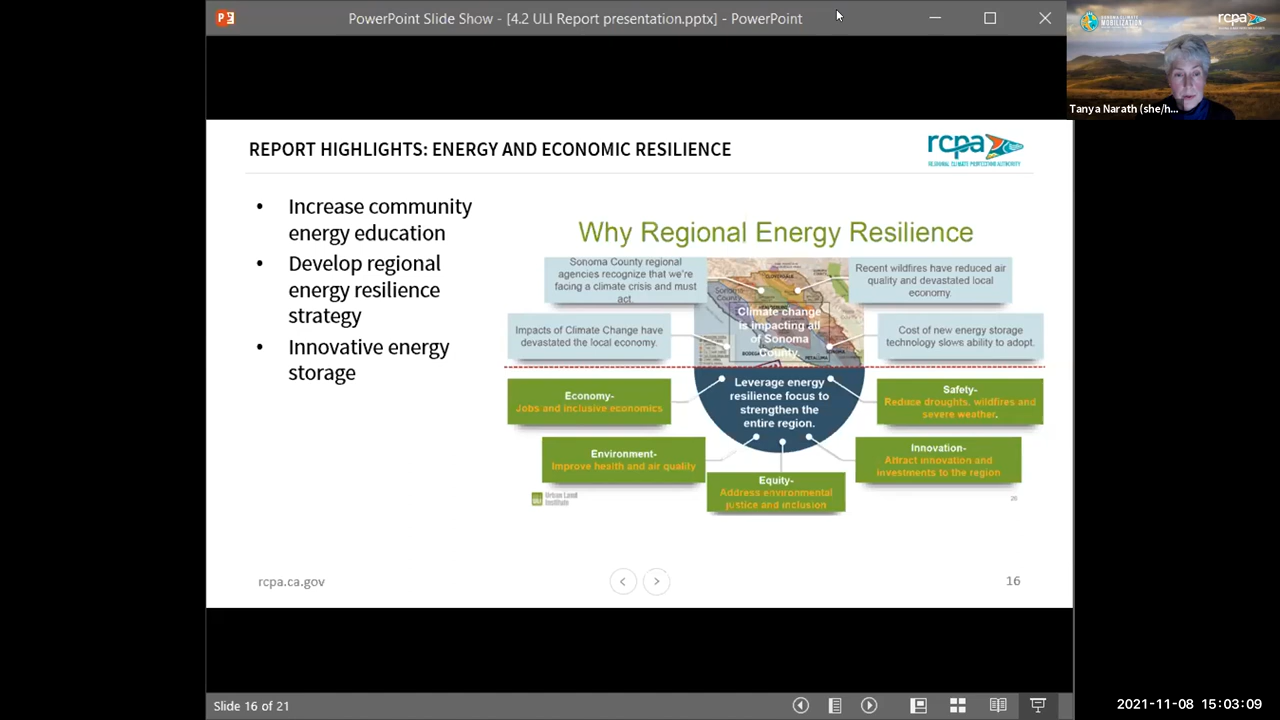 PowerPoint Slide Show - [4.2 ULI Report presentation.pptx] - PowerPoint
rcpa
Tanya Narath (she/h...
REPORT HIGHLIGHTS: ENERGY AND ECONOMIC RESILIENCE
rcpa
REGIONAL CLIMATE PROTECTION AUTHORITY
• Increase community
energy education
• Develop regional
energy resilience
strategy
• Innovative energy
storage
Why Regional Energy Resilience
Sonoma County regional
agencies recognize that we're
facing a climate crisis and must
act.
Recent wildfires have reduced air
quality and devastated local
economy.
Impacts of Climate Change have
devastated the local economy.
Climate change
is impacting all
of Sonoma
County.
Cost of new energy storage
technology slows ability to adopt.
Economy-
Jobs and inclusive economics
Leverage energy
resilience focus to
strengthen the
entire region.
Safety-
Reduce droughts, wildfires and
severe weather.
Environment-
Improve health and air quality
Innovation-
Attract innovation and
investments to the region
Equity-
Address environmental
justice and inclusion
Urban Land
Institute
rcpa.ca.gov
16
Slide 16 of 21
2021-11-08 15:03:09